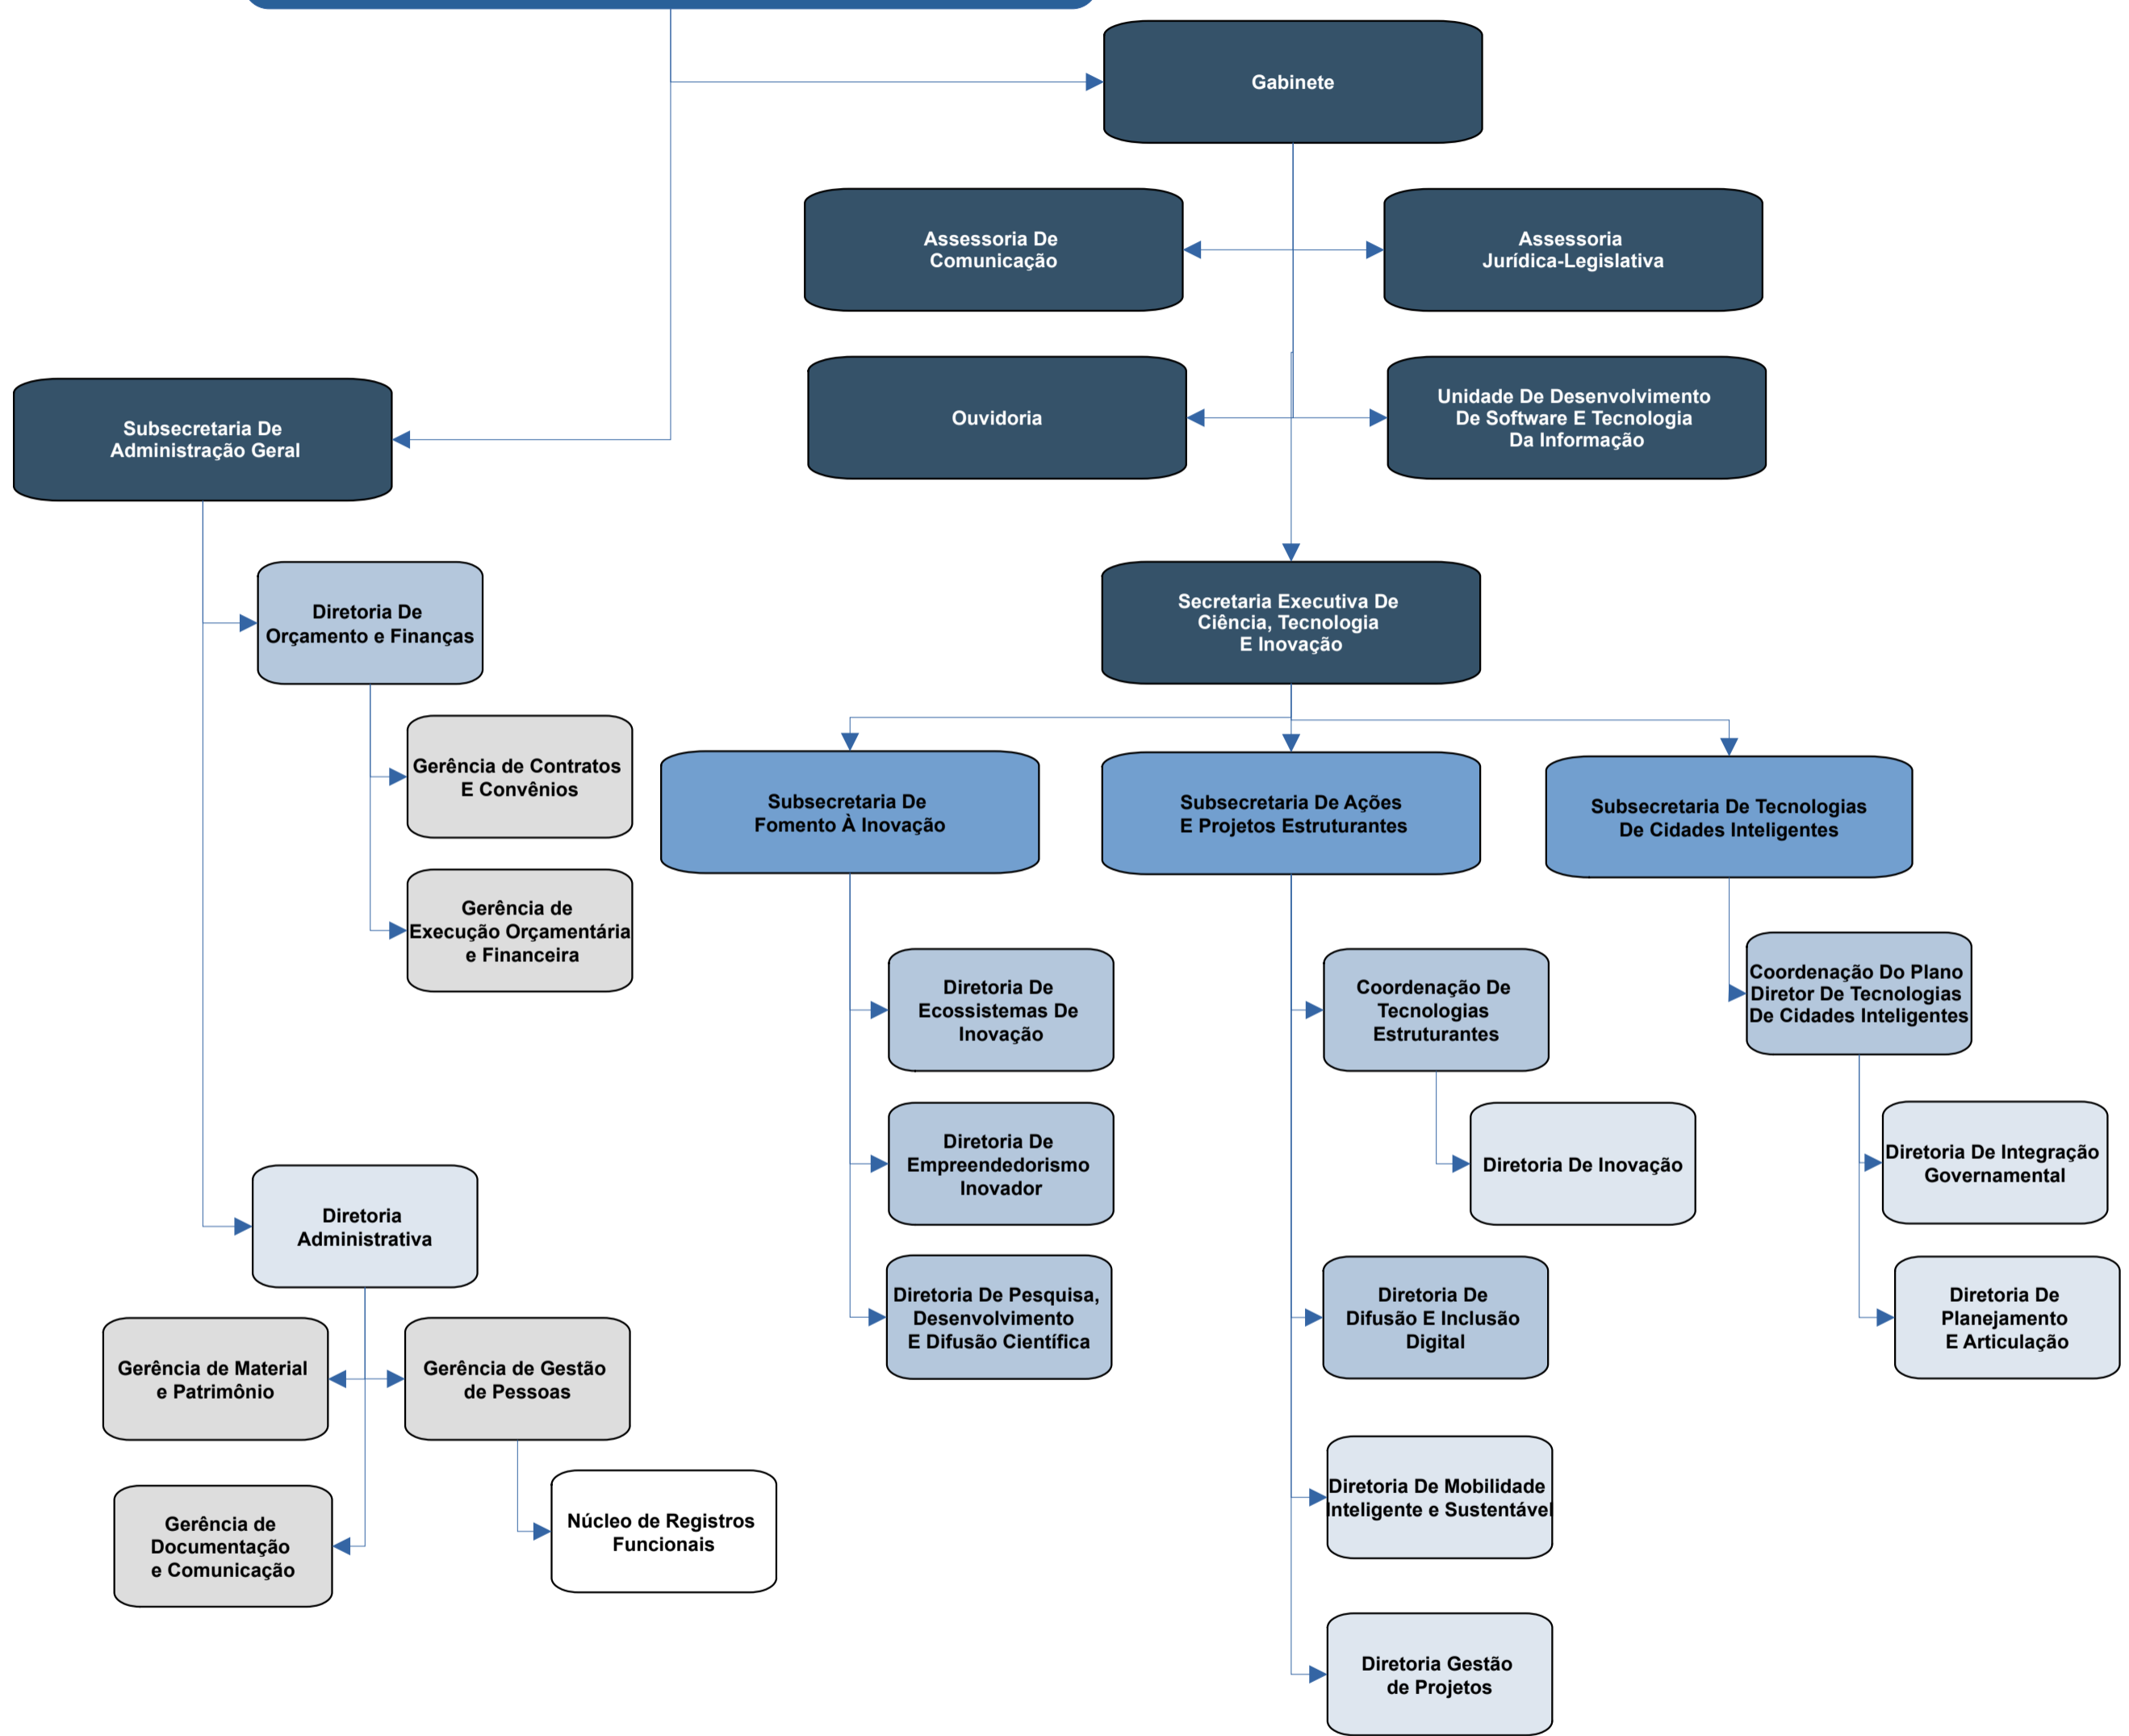 Gabinete
Assessoria De
Comunicação
Assessoria
Jurídica-Legislativa
Ouvidoria
Unidade De Desenvolvimento
De Software E Tecnologia
Da Informação
Subsecretaria De
Administração Geral
Diretoria De
Orçamento e Finanças
Gerência de Contratos
E Convênios
Gerência de
Execução Orçamentária
e Financeira
Diretoria
Administrativa
Gerência de Material
e Patrimônio
Gerência de Gestão
de Pessoas
Gerência de
Documentação
e Comunicação
Núcleo de Registros
Funcionais
Secretaria Executiva De
Ciência, Tecnologia
E Inovação
Subsecretaria De
Fomento À Inovação
Diretoria De
Ecossistemas De
Inovação
Diretoria De
Empreendedorismo
Inovador
Diretoria De Pesquisa,
Desenvolvimento
E Difusão Científica
Subsecretaria De Ações
E Projetos Estruturantes
Coordenação De
Tecnologias
Estruturantes
Diretoria De Inovação
Diretoria De
Difusão E Inclusão
Digital
Diretoria De Mobilidade
Inteligente e Sustentável
Diretoria Gestão
de Projetos
Subsecretaria De Tecnologias
De Cidades Inteligentes
Coordenação Do Plano
Diretor De Tecnologias
De Cidades Inteligentes
Diretoria De Integração
Governamental
Diretoria De
Planejamento
E Articulação